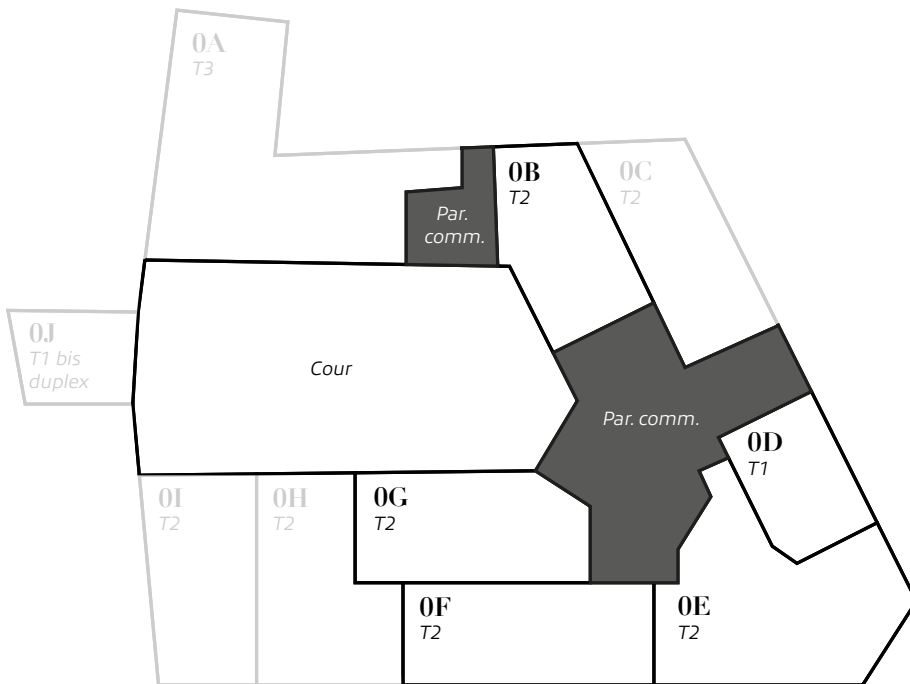 0A
T3
0B
T2
0C
T2
Par.
comm.
0J
T1 bis
duplex
Cour
Par. comm.
0D
T1
0I
T2
0H
T2
0G
T2
0F
T2
0E
T2